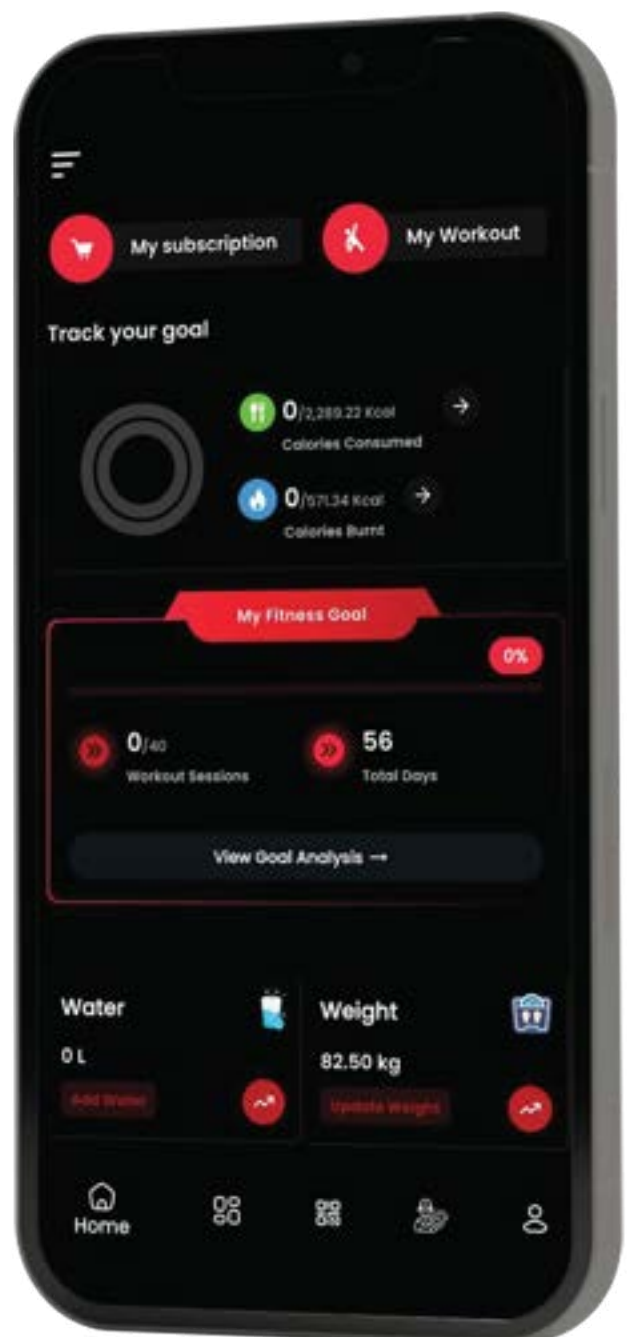 My subscription
My Workout
Track your goal
0/2,289.22 Kcal
Calories Consumed
0/571.34 Kcal
Calories Burnt
My Fitness Goal
0%
0/40
Workout Sessions
56
Total Days
View Goal Analysis →
Water
0 L
Add Water
Weight
82.50 kg
Update Weight
Home